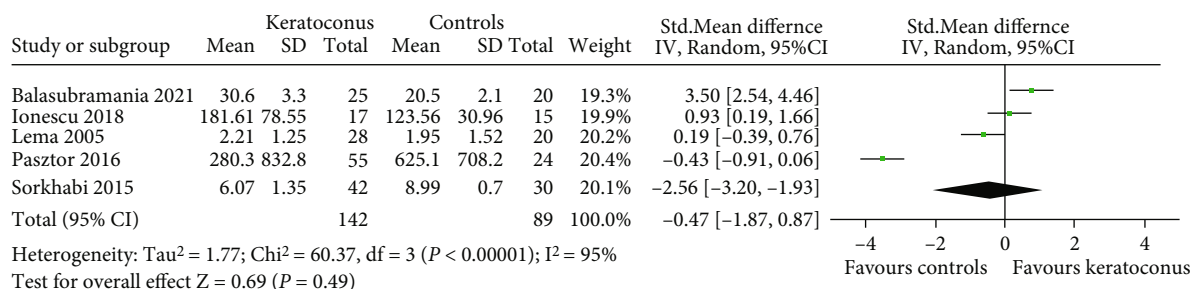 Keratoconus Controls Std.Mean differnce Std.Mean differnce
Study or subgroup Mean SD Total Mean SD Total Weight IV, Random, 95%CI IV, Random, 95%CI
Balasubramania 2021 30.6 3.3 25 20.5 2.1 20 19.3% 3.50 [2.54, 4.46]
Ionescu 2018 181.61 78.55 17 123.56 30.96 15 19.9% 0.93 [0.19, 1.66]
Lema 2005 2.21 1.25 28 1.95 1.52 20 20.2% 0.19 [–0.39, 0.76]
Pasztor 2016 280.3 832.8 55 625.1 708.2 24 20.4% –0.43 [–0.91, 0.06]
Sorkhabi 2015 6.07 1.35 42 8.99 0.7 30 20.1% –2.56 [–3.20, –1.93]
Total (95% CI) 142 89 100.0% –0.47 [–1.87, 0.87]
Heterogeneity: Tau² = 1.77; Chi² = 60.37, df = 3 (P < 0.00001); I² = 95%
Test for overall effect Z = 0.69 (P = 0.49)
–4 –2 0 2 4
Favours controls Favours keratoconus